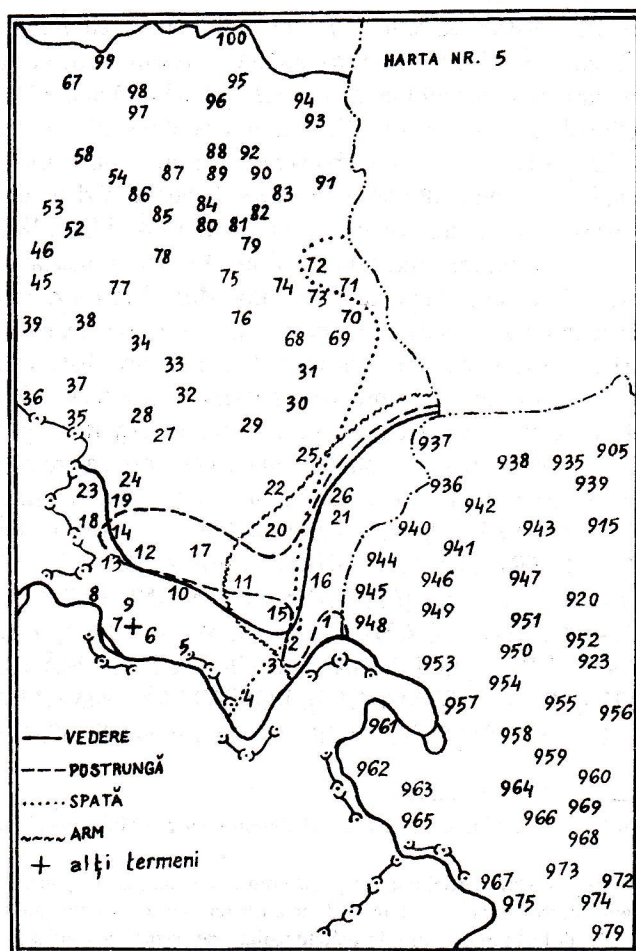 100
99
HARTA NR. 5
67 98 95
97 96 94
93
58 88 92
54 87 89 90 91
86 84 83
53 85 80 81 82
52 79
46 78
45 77 75 74 72 71
73
39 38 76 70
34 68 69
33 31
37 32 30
36 35 28 29
27
25 937
24 22 938 935 905
23 19 26 936 939
18 14 20 21 942
940 943 915
12 17 941
13 944
11 16 946 947
8 10 945 920
9 15 1 949
7 6 948 951
2 950 952
5 3 953 923
4 954
957 955 956
961 958
VEDERE 959
POSTRUNGĂ 962 960
963 964
SPATĂ 969
965 966
ARM 968
+ alți termeni
967 973 972
975 974
979